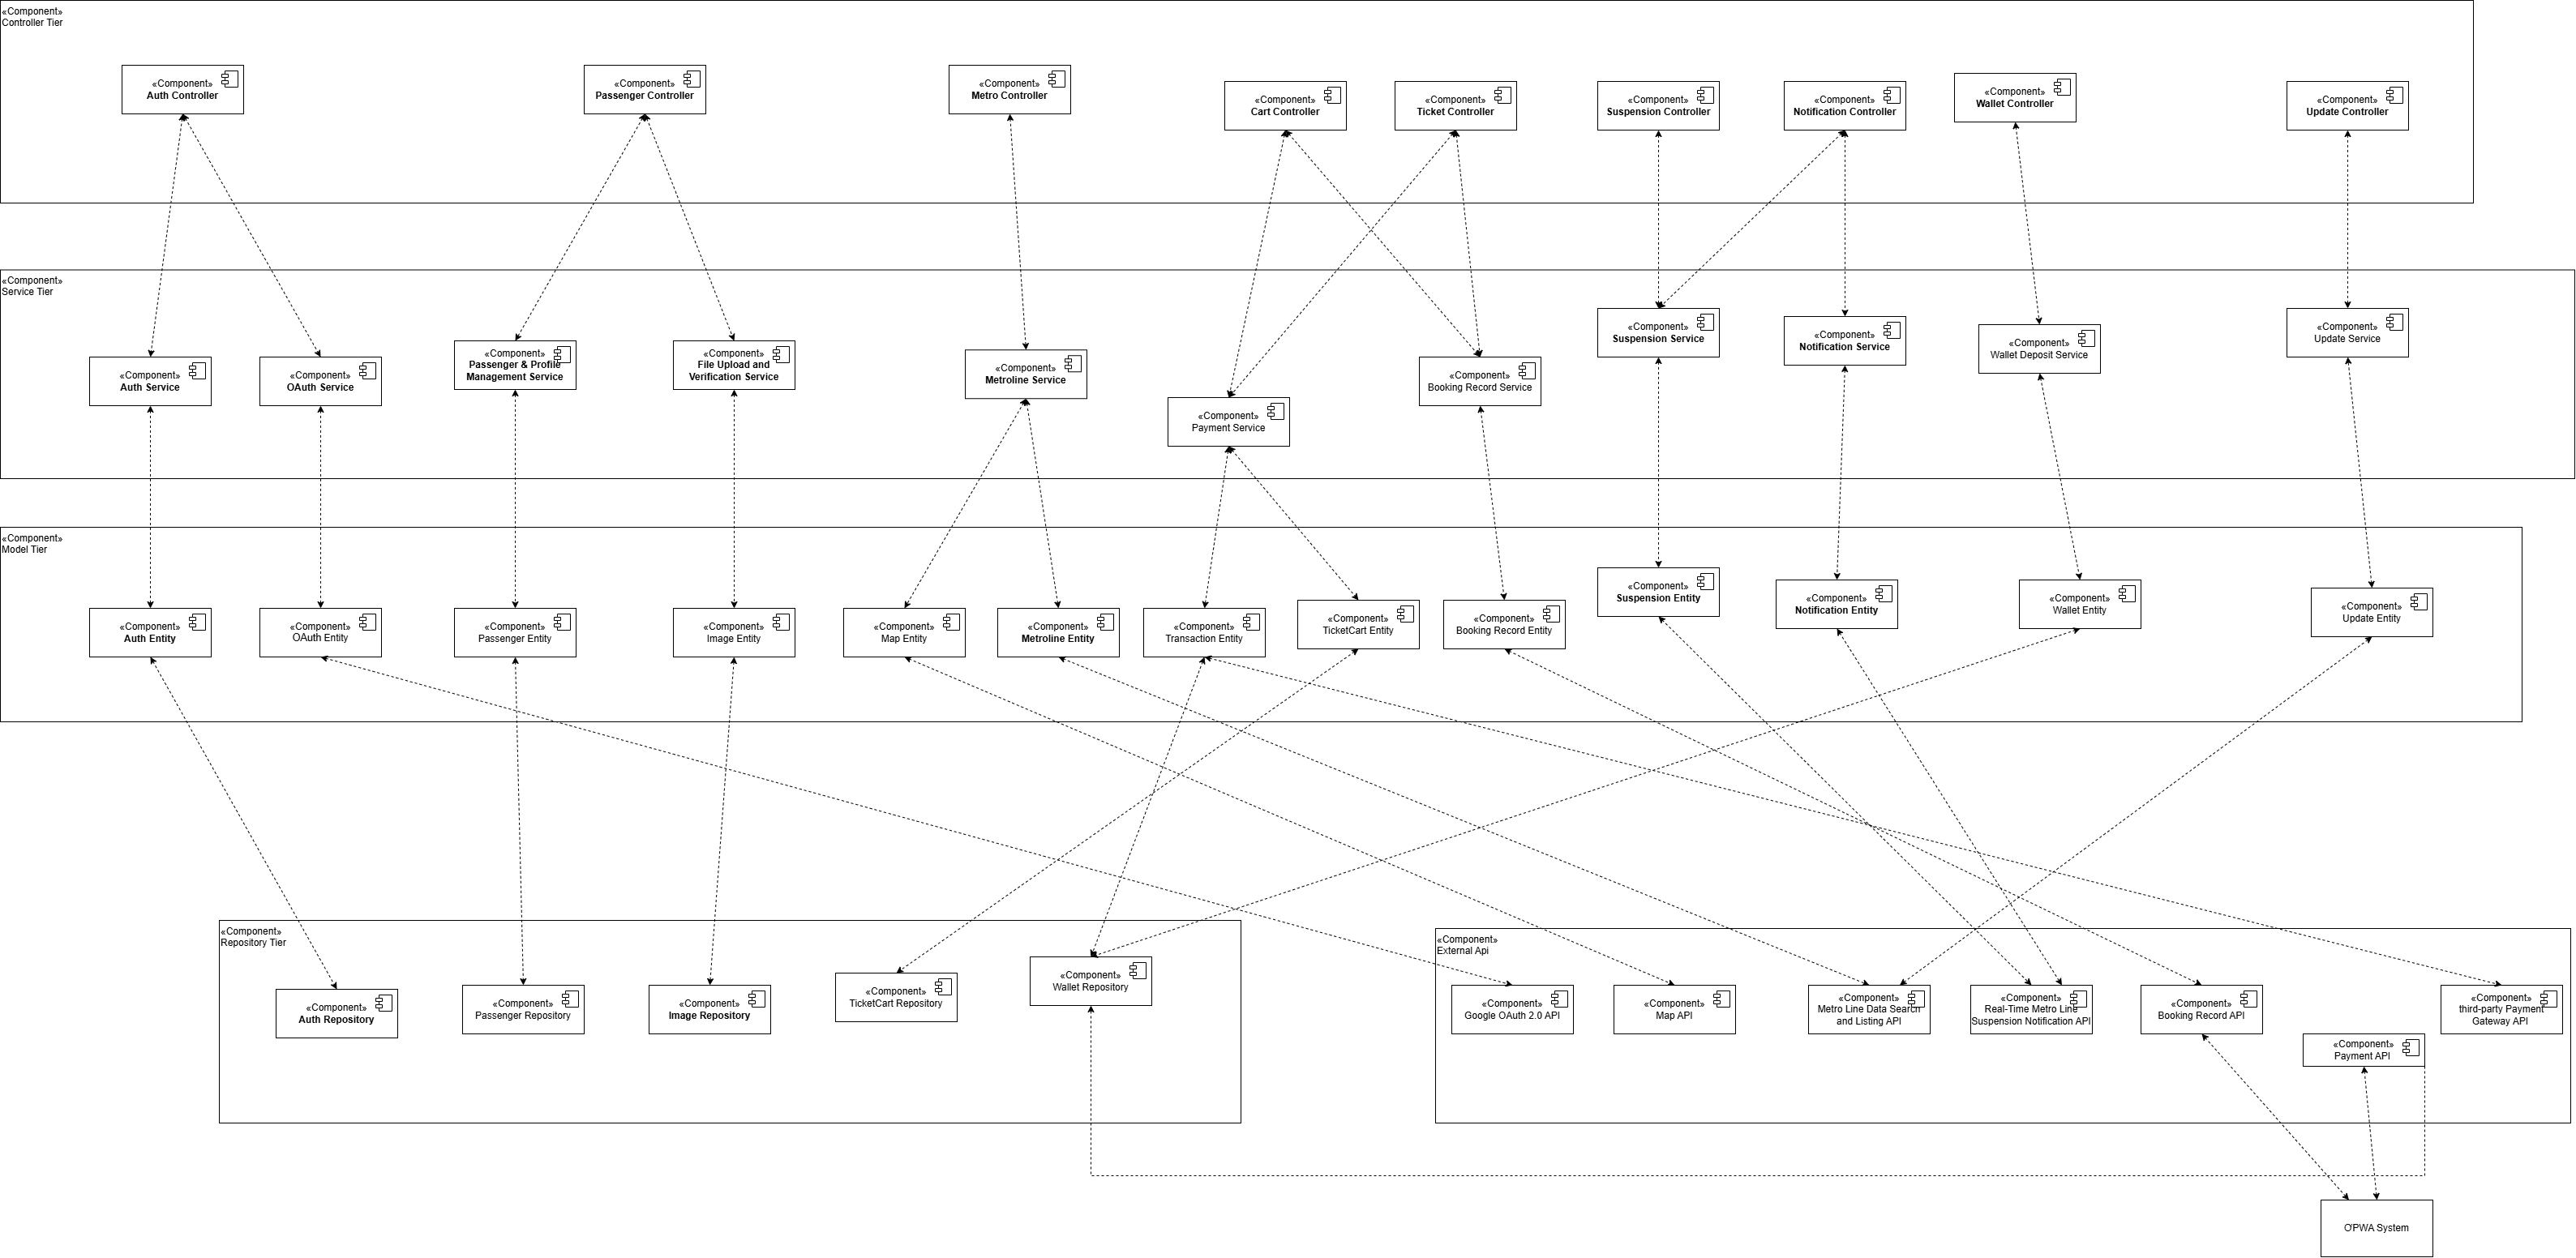 «Component»
Controller Tier
«Component»
Auth Controller
«Component»
Passenger Controller
«Component»
Metro Controller
«Component»
Cart Controller
«Component»
Ticket Controller
«Component»
Suspension Controller
«Component»
Notification Controller
«Component»
Wallet Controller
«Component»
Update Controller
«Component»
Service Tier
«Component»
Auth Service
«Component»
OAuth Service
«Component»
Passenger & Profile
Management Service
«Component»
File Upload and
Verification Service
«Component»
Metroline Service
«Component»
Payment Service
«Component»
Booking Record Service
«Component»
Suspension Service
«Component»
Notification Service
«Component»
Wallet Deposit Service
«Component»
Update Service
«Component»
Model Tier
«Component»
Auth Entity
«Component»
OAuth Entity
«Component»
Passenger Entity
«Component»
Image Entity
«Component»
Map Entity
«Component»
Metroline Entity
«Component»
Transaction Entity
«Component»
TicketCart Entity
«Component»
Booking Record Entity
«Component»
Suspension Entity
«Component»
Notification Entity
«Component»
Wallet Entity
«Component»
Update Entity
«Component»
Repository Tier
«Component»
Auth Repository
«Component»
Passenger Repository
«Component»
Image Repository
«Component»
TicketCart Repository
«Component»
Wallet Repository
«Component»
External Api
«Component»
Google OAuth 2.0 API
«Component»
Map API
«Component»
Metro Line Data Search
and Listing API
«Component»
Real-Time Metro Line
Suspension Notification API
«Component»
Booking Record API
«Component»
third-party Payment
Gateway API
«Component»
Payment API
O'PWA System